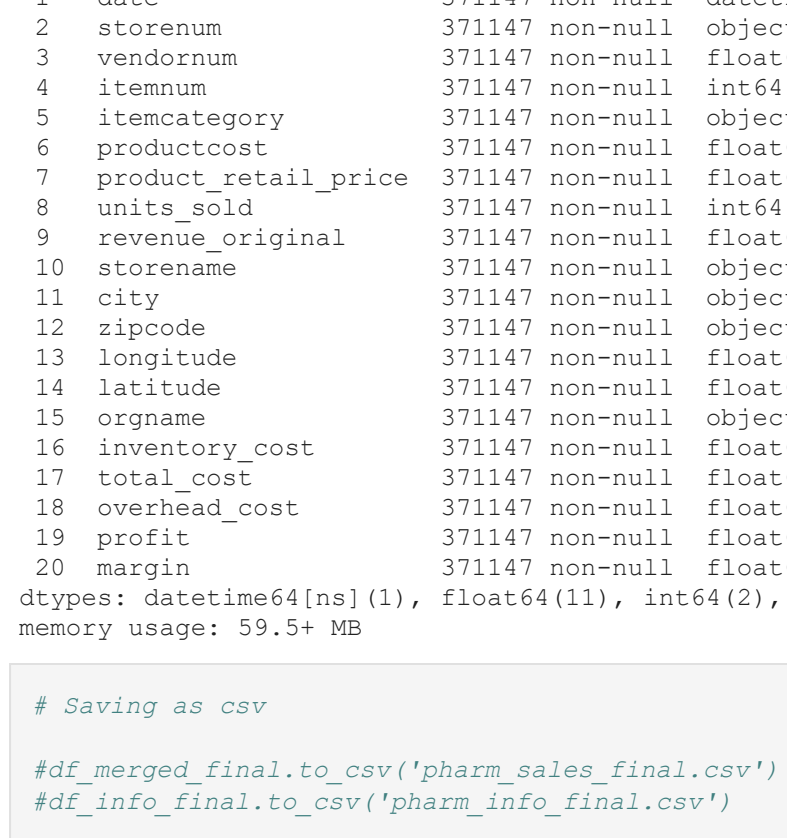 1 date 371147 non-null
2 storenum 371147 non-null
3 vendornum 371147 non-null float
4 itemnum 371147 non-null int64
5 itemcategory 371147 non-null
6 productcost 371147 non-null float
7 product_retail_price 371147 non-null float
8 units_sold 371147 non-null int64
9 revenue_original 371147 non-null float
10 storename 371147 non-null
11 city 371147 non-null
12 zipcode 371147 non-null
13 longitude 371147 non-null float
14 latitude 371147 non-null float
15 orgname 371147 non-null
16 inventory_cost 371147 non-null float
17 total_cost 371147 non-null float
18 overhead_cost 371147 non-null float
19 profit 371147 non-null float
20 margin 371147 non-null float
dtypes: datetime64[ns](1), float64(11), int64(2),
memory usage: 59.5+ MB
# Saving as csv
#df_merged_final.to_csv('pharm_sales_final.csv')
#df_info_final.to_csv('pharm_info_final.csv')